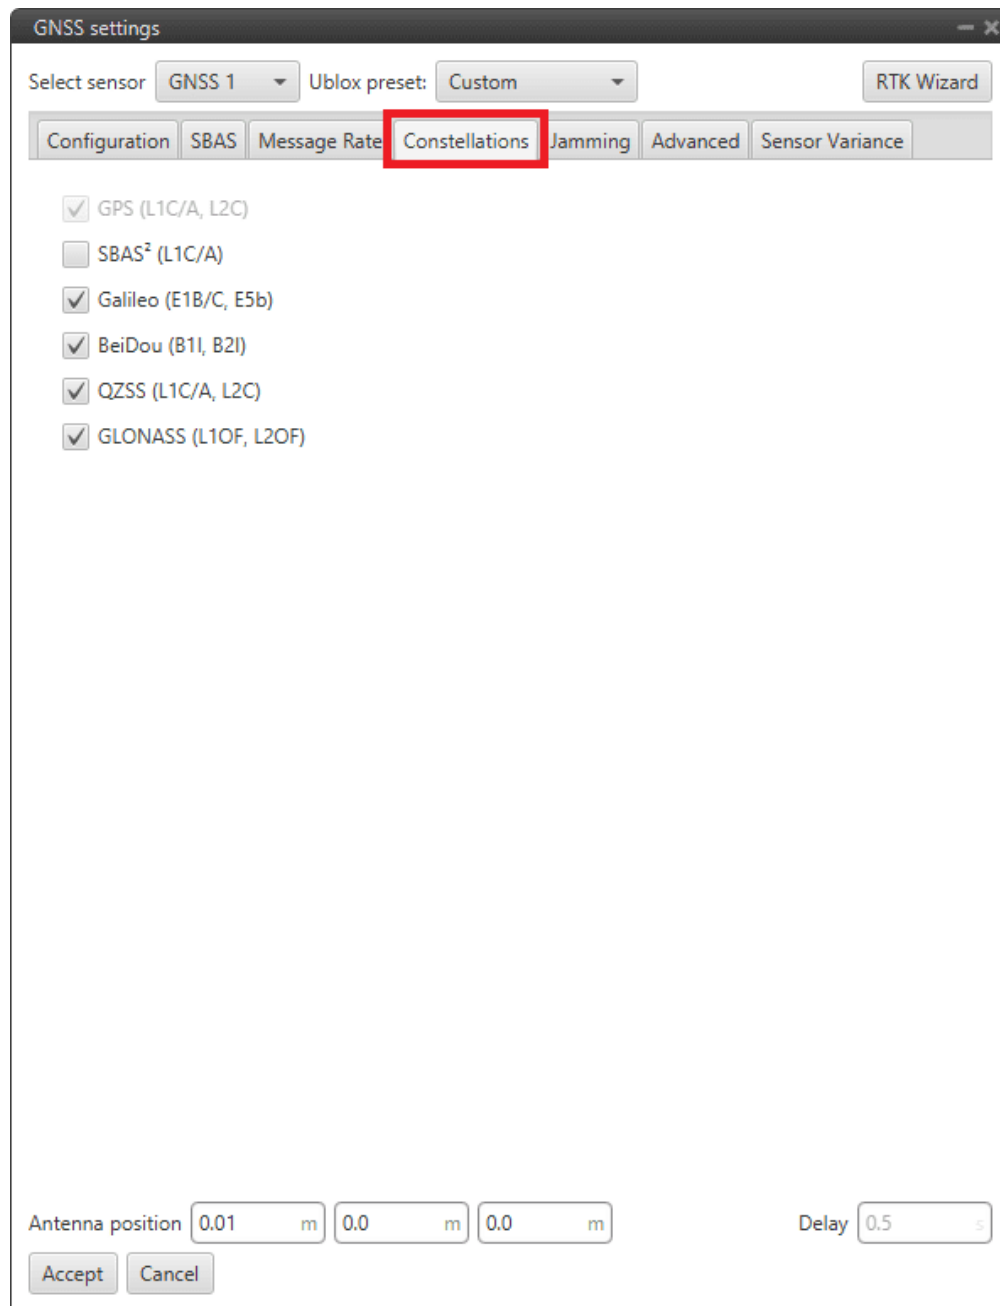 GNSS settings
Select sensor GNSS 1 Ublox preset: Custom RTK Wizard
Configuration SBAS Message Rate Constellations Jamming Advanced Sensor Variance
GPS (L1C/A, L2C)
SBAS² (L1C/A)
Galileo (E1B/C, E5b)
BeiDou (B1I, B2I)
QZSS (L1C/A, L2C)
GLONASS (L1OF, L2OF)
Antenna position 0.01 m 0.0 m 0.0 m Delay 0.5 s
Accept Cancel